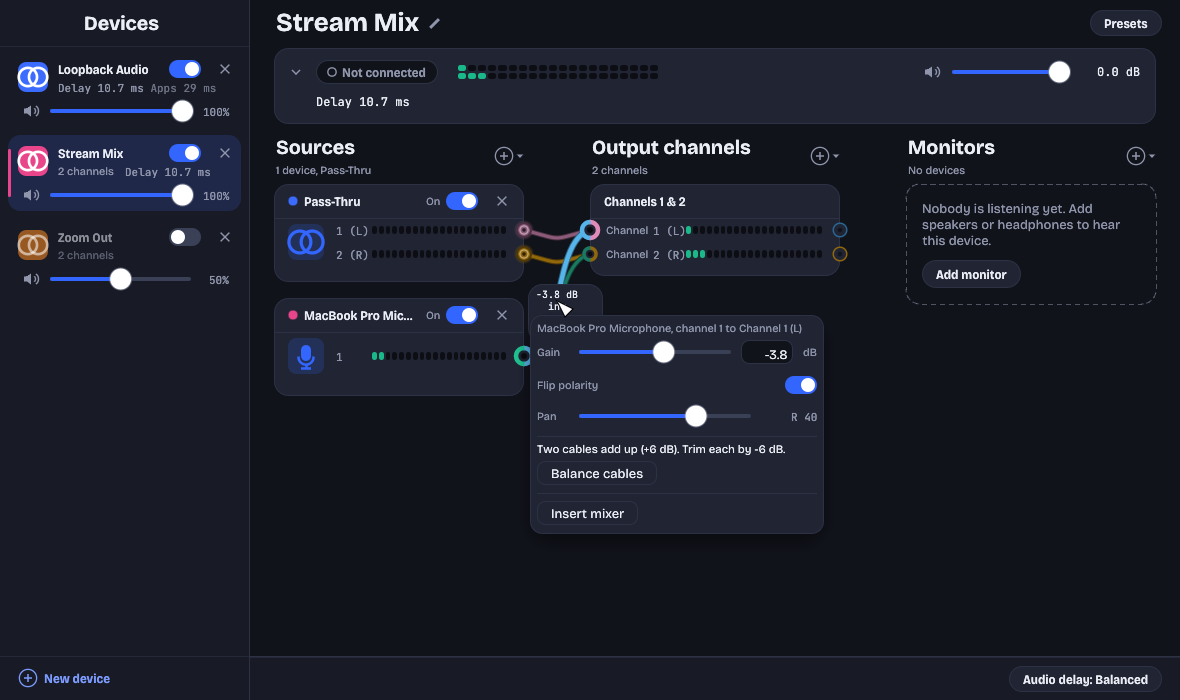 Devices
Loopback Audio
Delay 10.7 ms Apps 29 ms
100%
Stream Mix
2 channels Delay 10.7 ms
100%
Zoom Out
2 channels
50%
New device
Stream Mix
Presets
Not connected
0.0 dB
Delay 10.7 ms
Sources
1 device, Pass-Thru
Pass-Thru
On
1 (L)
2 (R)
MacBook Pro Mic...
On
1
Output channels
2 channels
Channels 1 & 2
Channel 1 (L)
Channel 2 (R)
-3.8 dB
in
MacBook Pro Microphone, channel 1 to Channel 1 (L)
Gain -3.8 dB
Flip polarity
Pan R 40
Two cables add up (+6 dB). Trim each by -6 dB.
Balance cables
Insert mixer
Monitors
No devices
Nobody is listening yet. Add
speakers or headphones to hear
this device.
Add monitor
Audio delay: Balanced